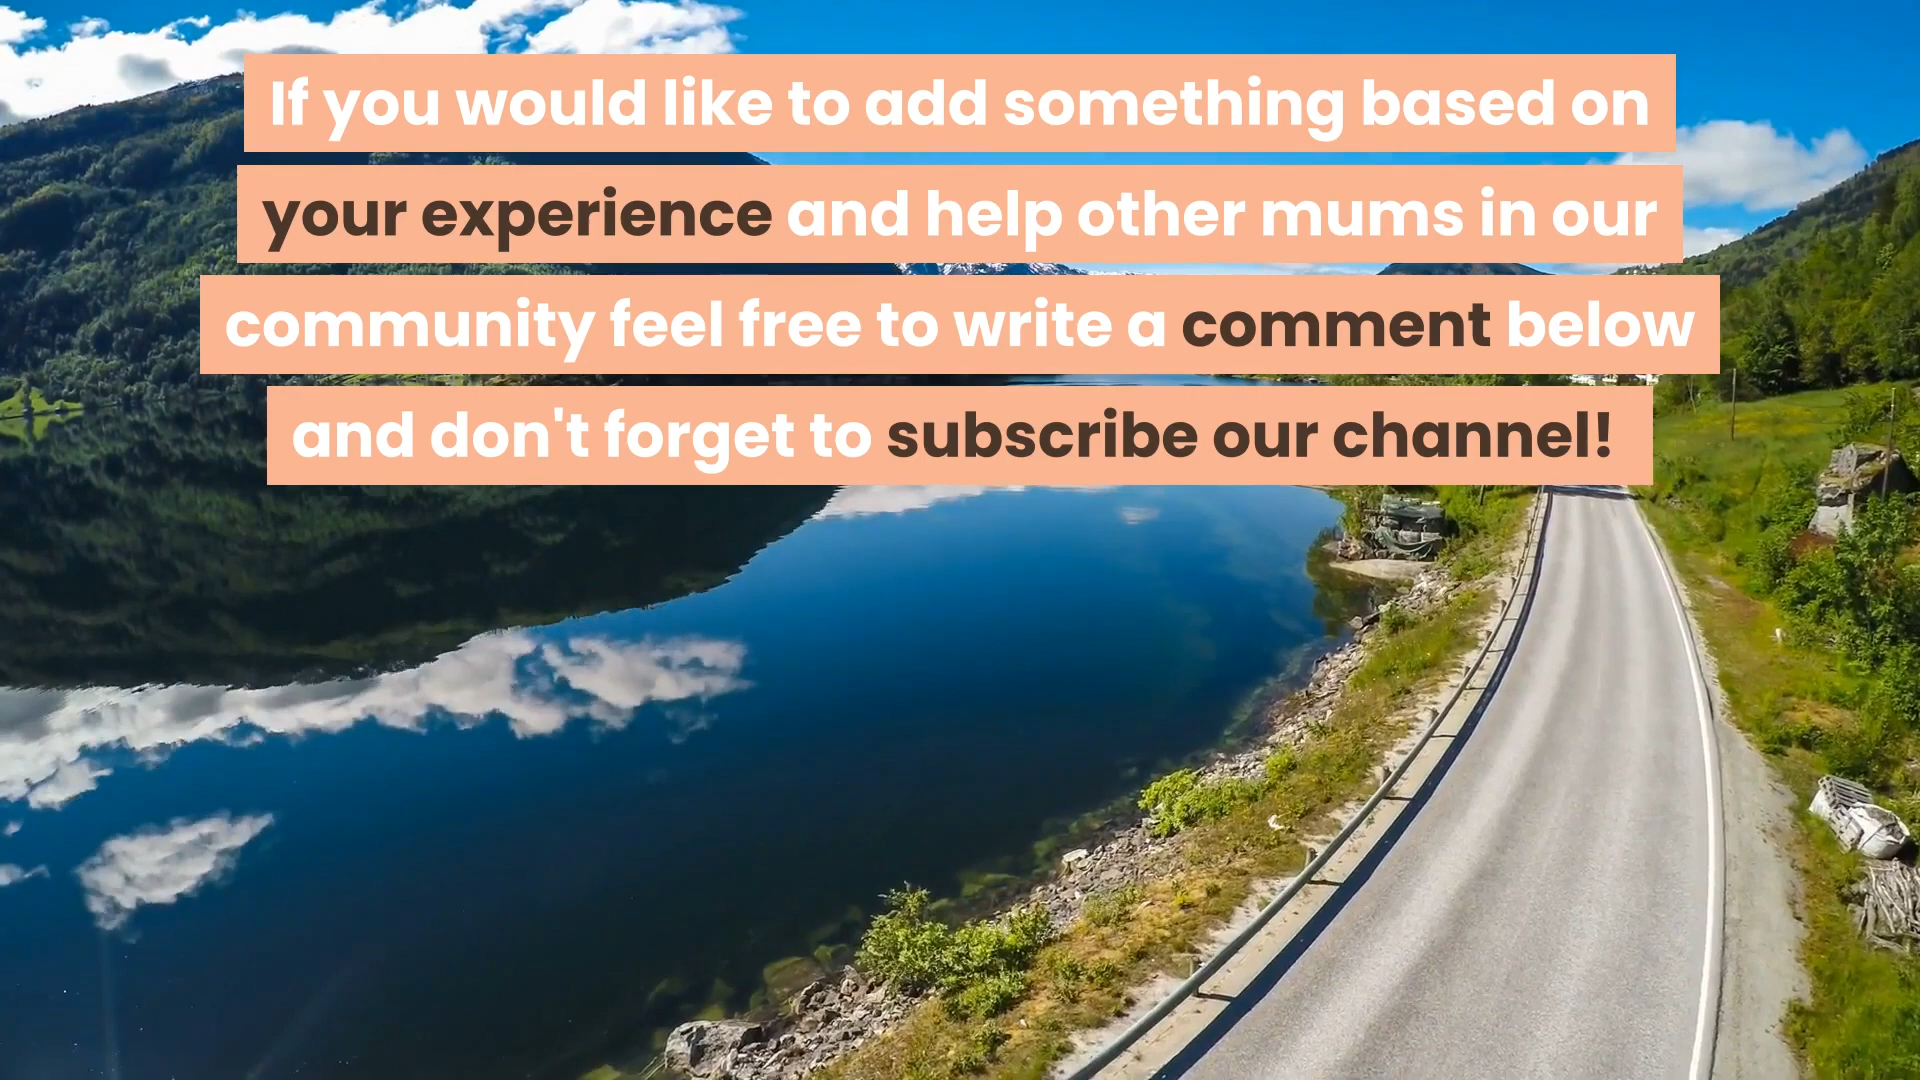 If you would like to add something based on
your experience and help other mums in our
community feel free to write a comment below
and don't forget to subscribe our channel!